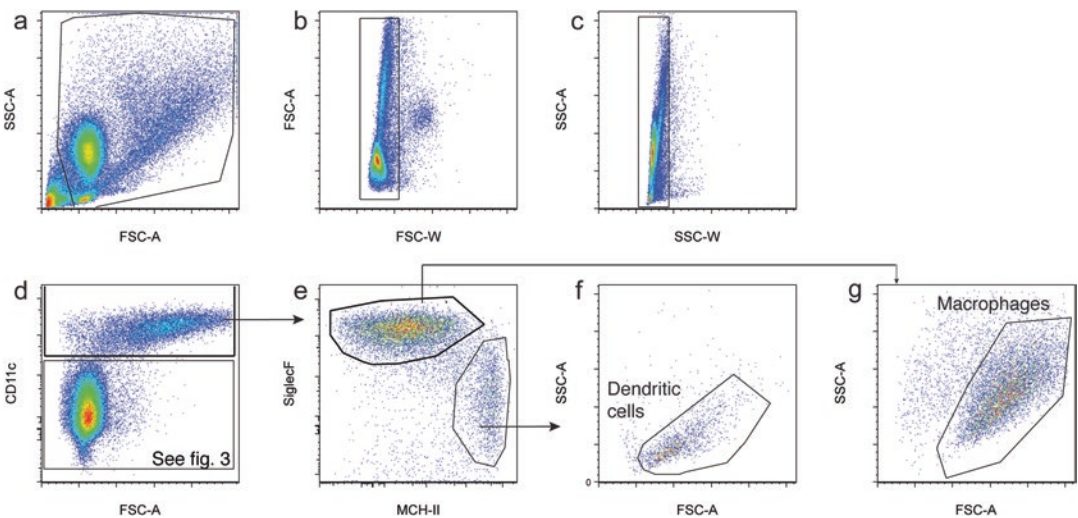 a
SSC-A
FSC-A
b
FSC-A
FSC-W
c
SSC-A
SSC-W
d
CD11c
See fig. 3
FSC-A
e
SiglecF
MCH-II
f
SSC-A
Dendritic
cells
0
FSC-A
g
Macrophages
SSC-A
FSC-A